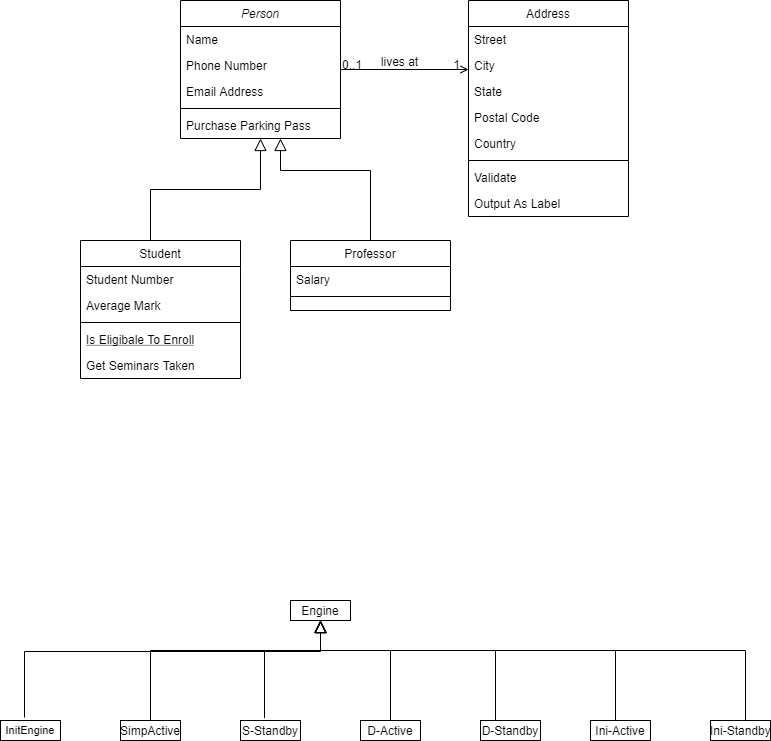 Person
Name
Phone Number
Email Address
Purchase Parking Pass
0..1
lives at
1
Address
Street
City
State
Postal Code
Country
Validate
Output As Label
Student
Student Number
Average Mark
Is Eligibale To Enroll
Get Seminars Taken
Professor
Salary
Engine
InitEngine
SimpActive
S-Standby
D-Active
D-Standby
Ini-Active
Ini-Standby